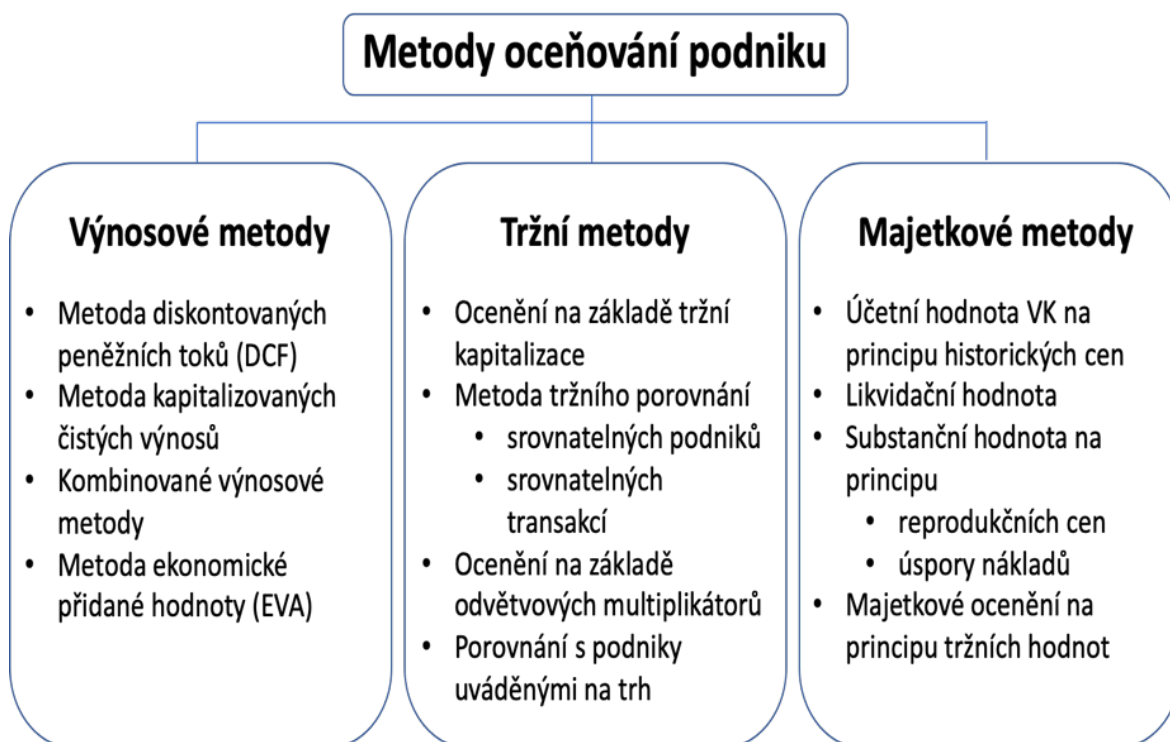 Metody oceňování podniku
Výnosové metody
• Metoda diskontovaných
peněžních toků (DCF)
• Metoda kapitalizovaných
čistých výnosů
• Kombinované výnosové
metody
• Metoda ekonomické
přidané hodnoty (EVA)
Tržní metody
• Ocenění na základě tržní
kapitalizace
• Metoda tržního porovnání
• srovnatelných podniků
• srovnatelných
transakcí
• Ocenění na základě
odvětvových multiplikátorů
• Porovnání s podniky
uváděnými na trh
Majetkové metody
• Účetní hodnota VK na
principu historických cen
• Likvidační hodnota
• Substanční hodnota na
principu
• reprodukčních cen
• úspory nákladů
• Majetkové ocenění na
principu tržních hodnot